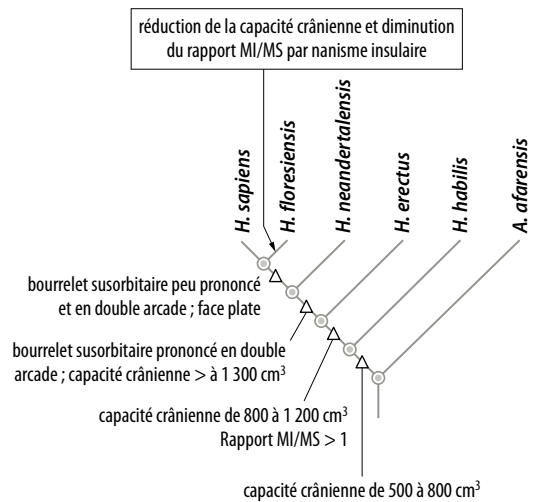 réduction de la capacité crânienne et diminution
du rapport MI/MS par nanisme insulaire
H. sapiens
H. floresiensis
H. neandertalensis
H. erectus
H. habilis
A. afarensis
bourrelet susorbitaire peu prononcé
et en double arcade ; face plate
bourrelet susorbitaire prononcé en double
arcade ; capacité crânienne > à 1 300 cm³
capacité crânienne de 800 à 1 200 cm³
Rapport MI/MS > 1
capacité crânienne de 500 à 800 cm³